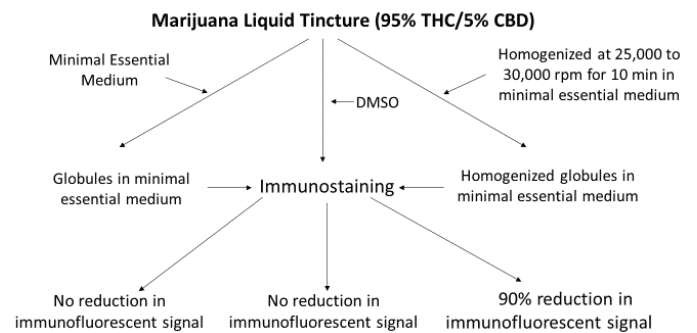 Marijuana Liquid Tincture (95% THC/5% CBD)
Minimal Essential
Medium
DMSO
Homogenized at 25,000 to
30,000 rpm for 10 min in
minimal essential medium
Globules in minimal
essential medium
Immunostaining
Homogenized globules in
minimal essential medium
No reduction in
immunofluorescent signal
No reduction in
immunofluorescent signal
90% reduction in
immunofluorescent signal